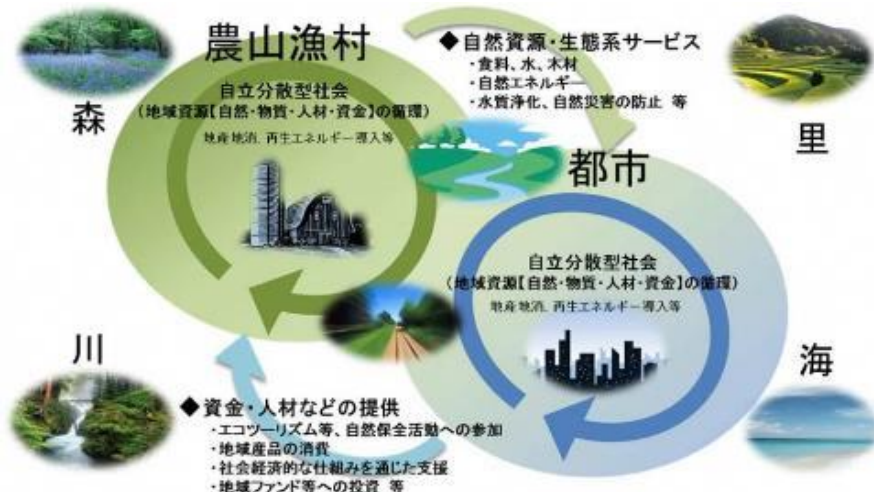 農山漁村
森
自立分散型社会
(地域資源【自然・物質・人材・資金】の循環)
地産地消、再生エネルギー導入等
◆自然資源・生態系サービス
・食料、水、木材
・自然エネルギー
・水質浄化、自然災害の防止 等
里
都市
自立分散型社会
(地域資源【自然・物質・人材・資金】の循環)
地産地消、再生エネルギー導入等
川
海
◆資金・人材などの提供
・エコツーリズム等、自然保全活動への参加
・地域産品の消費
・社会経済的な仕組みを通じた支援
・地域ファンド等への投資 等